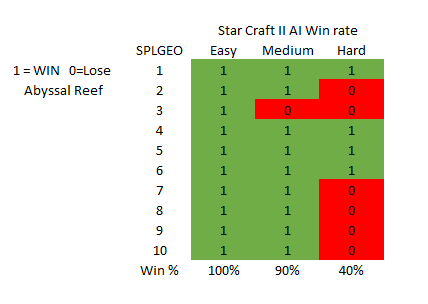 Star Craft II AI Win rate
SPLGEO Easy Medium Hard
1 = WIN 0=Lose 1 1 1 1
Abyssal Reef 2 1 1 0
3 1 0 0
4 1 1 1
5 1 1 1
6 1 1 1
7 1 1 0
8 1 1 0
9 1 1 0
10 1 1 0
Win % 100% 90% 40%